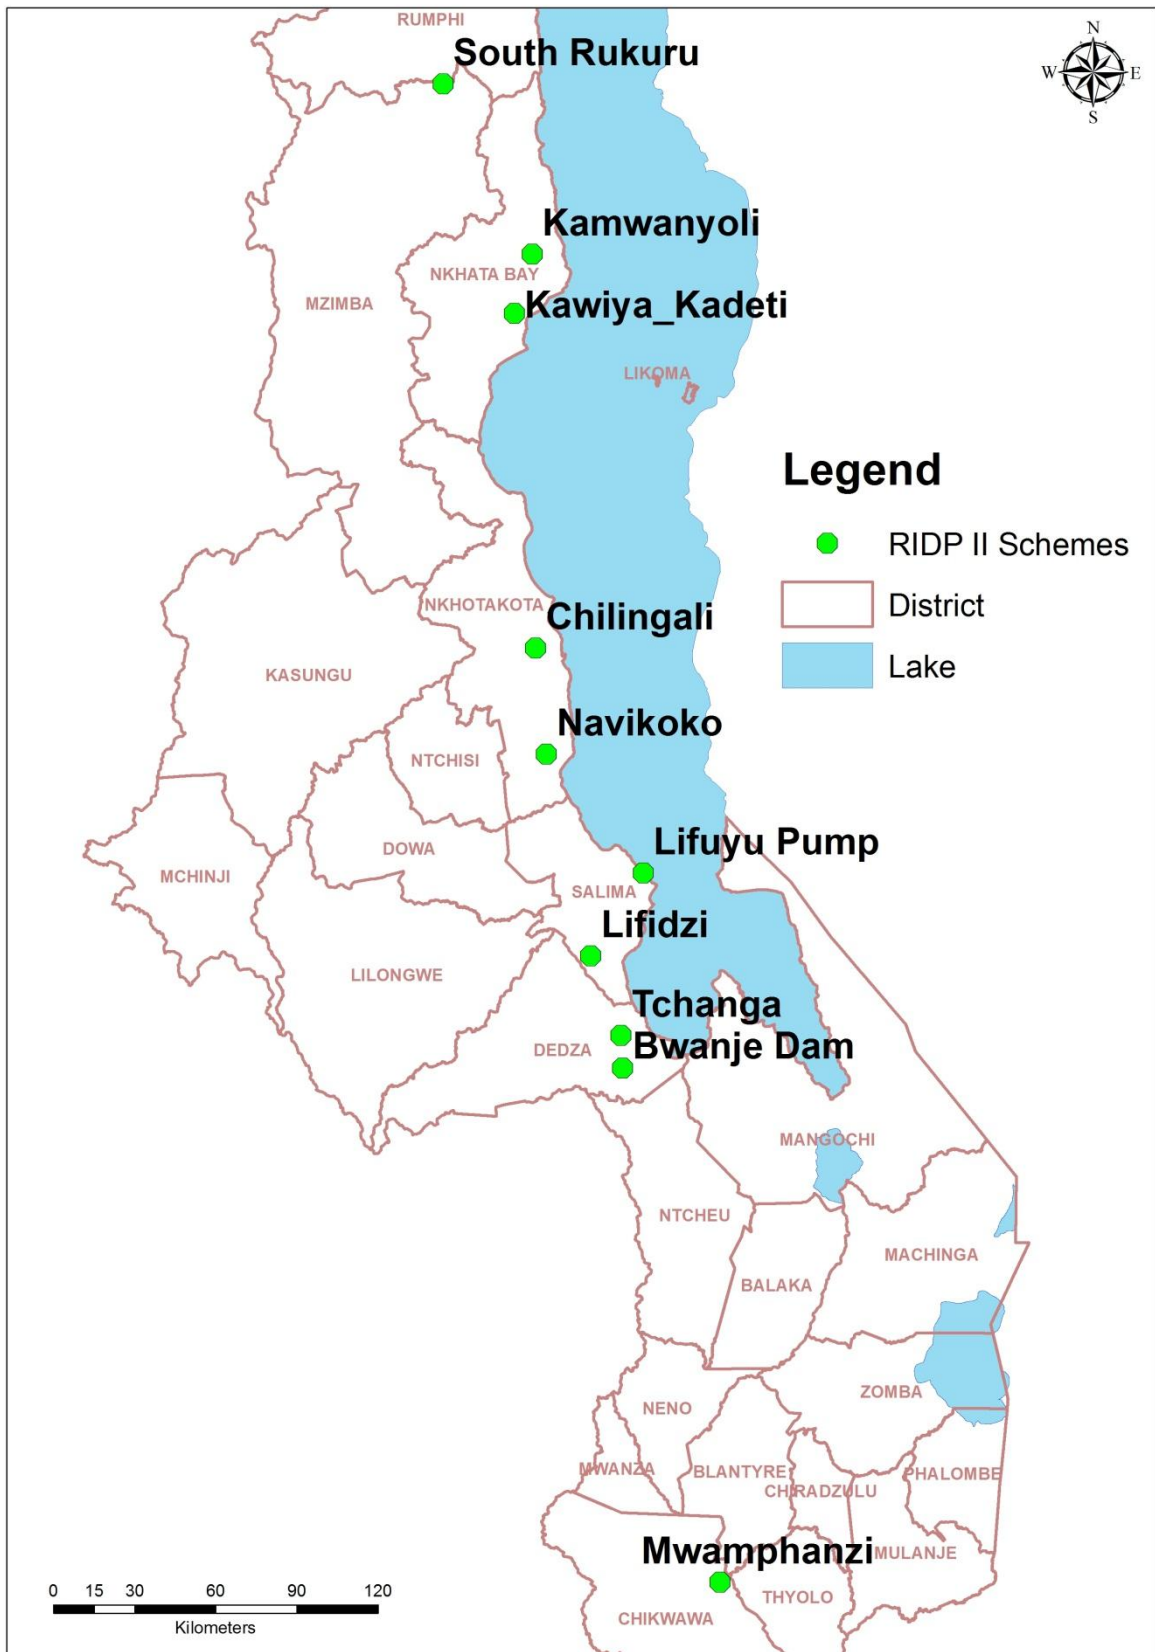 RUMPHI
South Rukuru
N
W
E
S
Kamwanyoli
NKHATA BAY
MZIMBA
Kawiya_Kadeti
LIKOMA
Legend
RIDP II Schemes
District
Lake
NKHOTAKOTA
Chilingali
KASUNGU
Navikoko
NTCHISI
Lifuyu Pump
DOWA
MCHINJI
SALIMA
Lifidzi
LILONGWE
Tchanga
DEDZA
Bwanje Dam
MANGOCHI
NTCHEU
MACHINGA
BALAKA
ZOMBA
NENO
MWANZA
BLANTYRE
PHALOMBE
CHIRADZULU
Mwamphanzi
MULANJE
THYOLO
CHIKWAWA
0 15 30 60 90 120
Kilometers